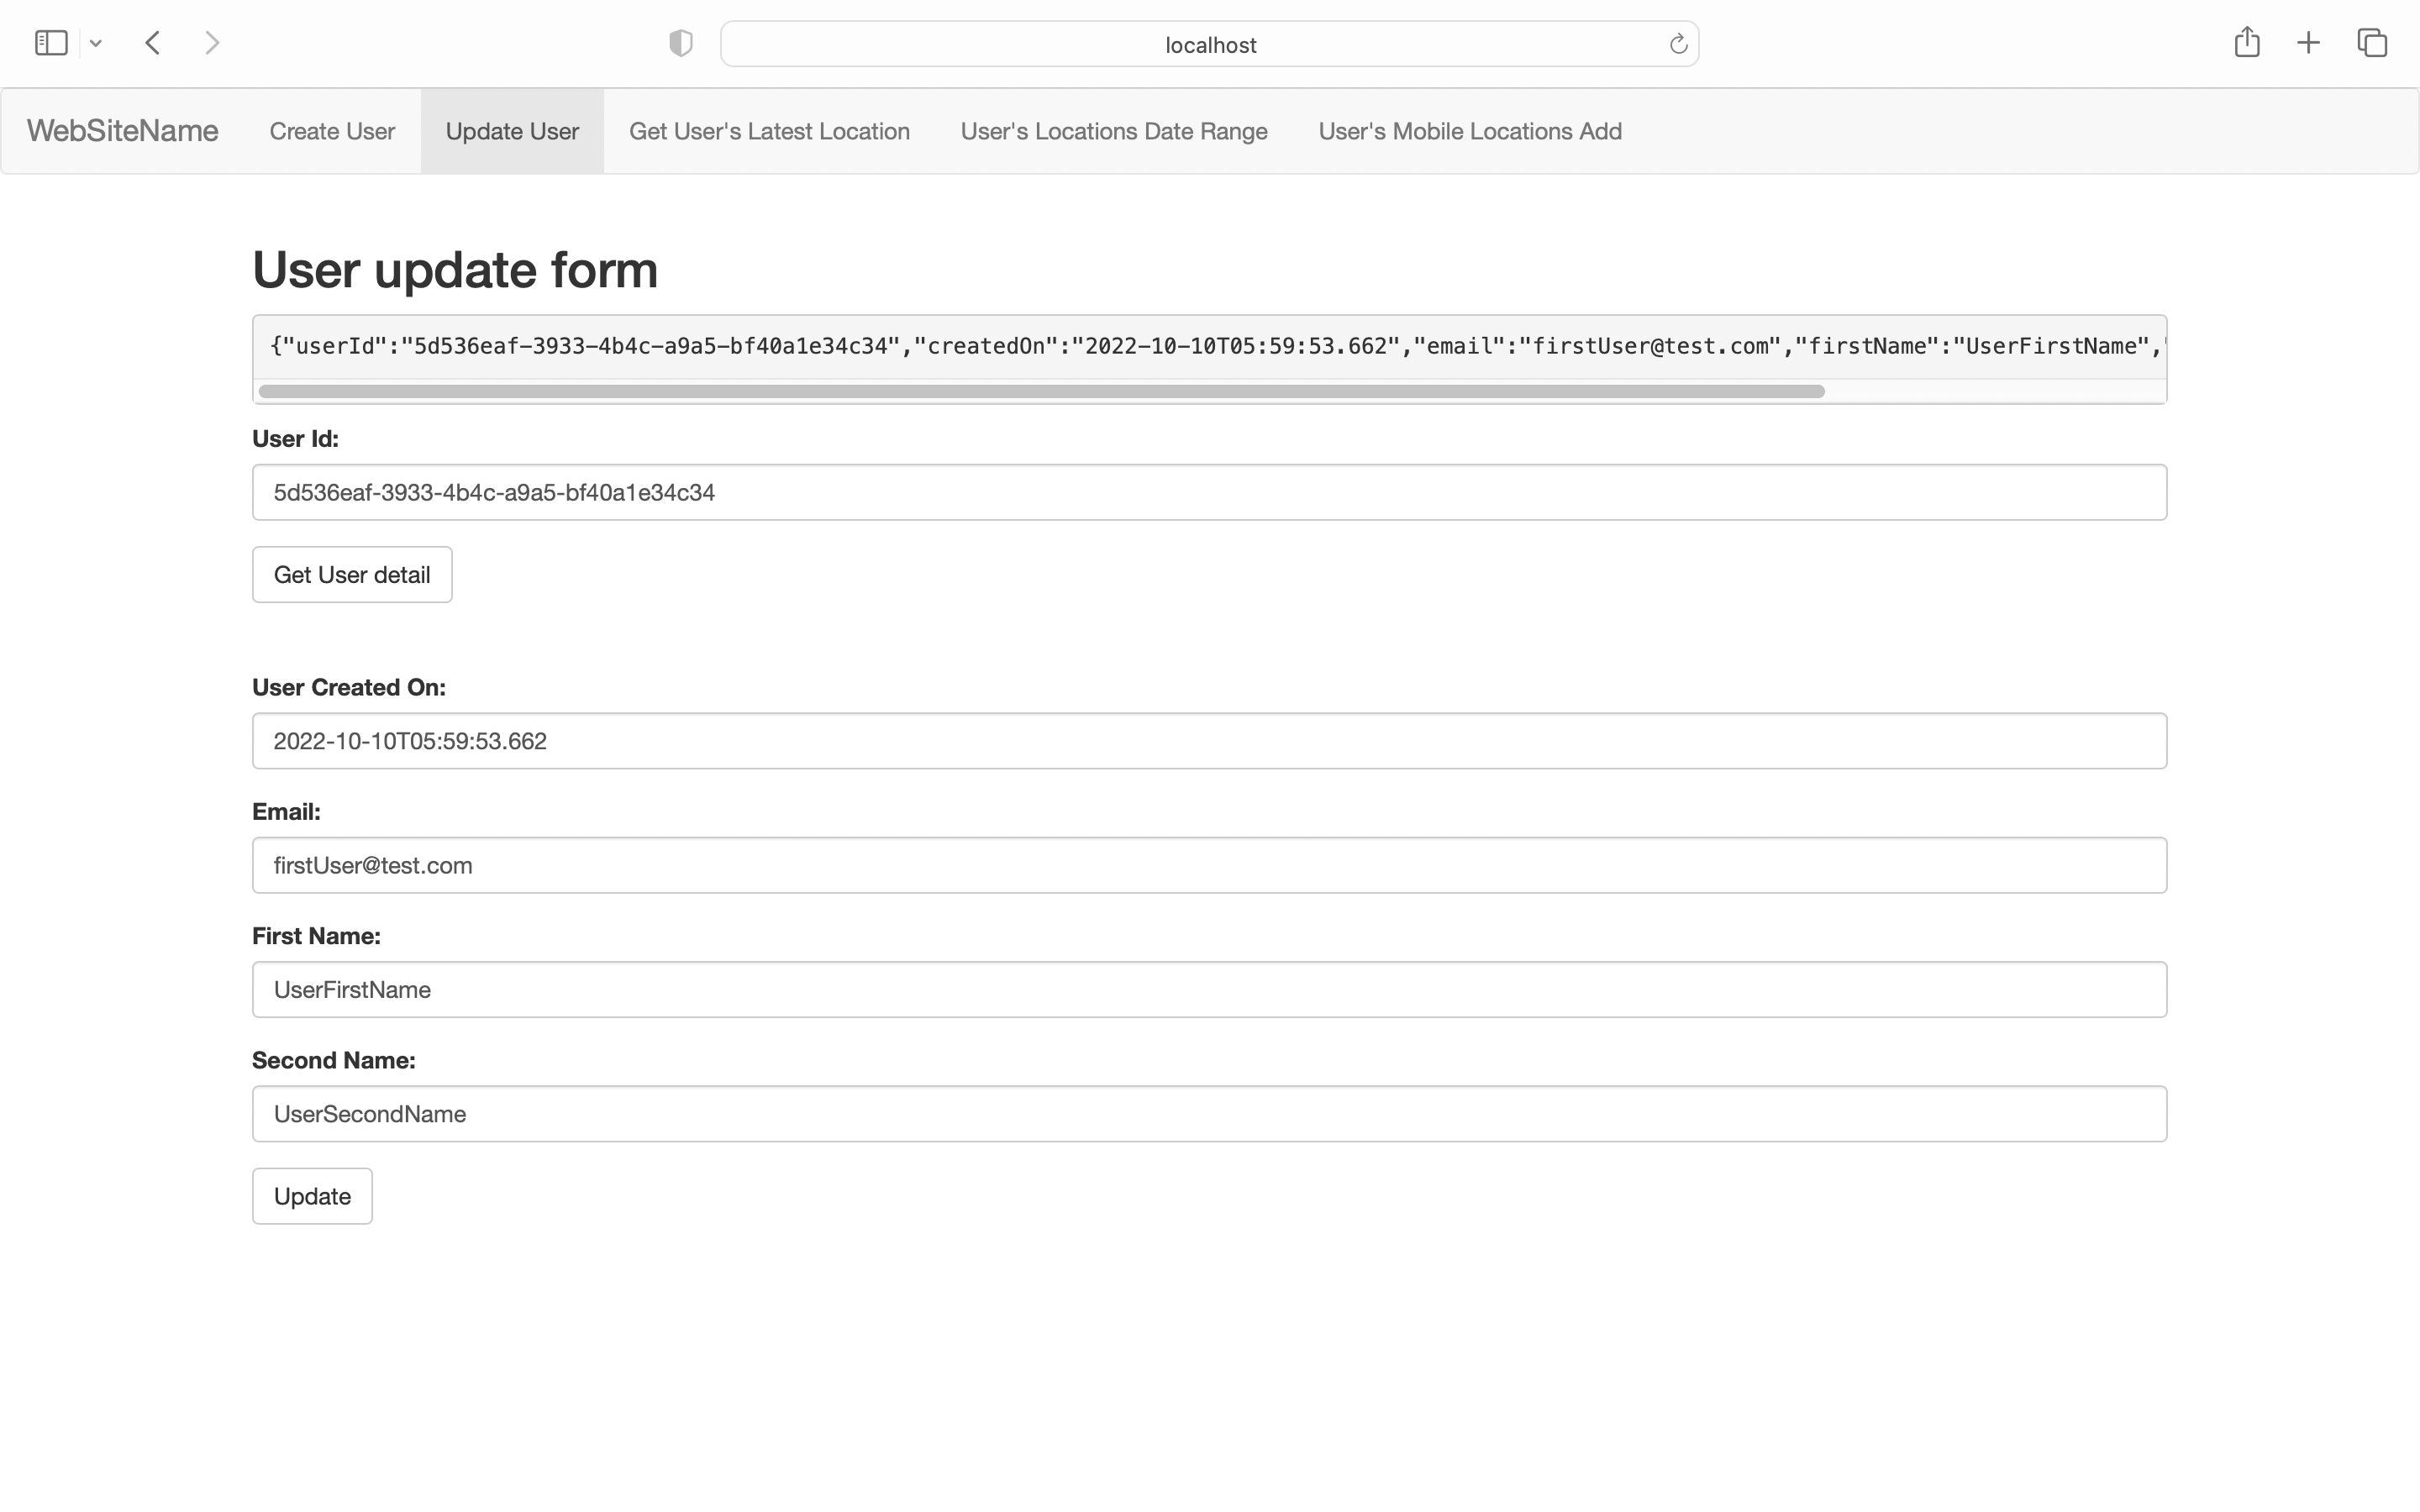 localhost
WebSiteName Create User Update User Get User's Latest Location User's Locations Date Range User's Mobile Locations Add
User update form
{"userId":"5d536eaf-3933-4b4c-a9a5-bf40a1e34c34","createdOn":"2022-10-10T05:59:53.662","email":"firstUser@test.com","firstName":"UserFirstName",
User Id:
5d536eaf-3933-4b4c-a9a5-bf40a1e34c34
Get User detail
User Created On:
2022-10-10T05:59:53.662
Email:
firstUser@test.com
First Name:
UserFirstName
Second Name:
UserSecondName
Update